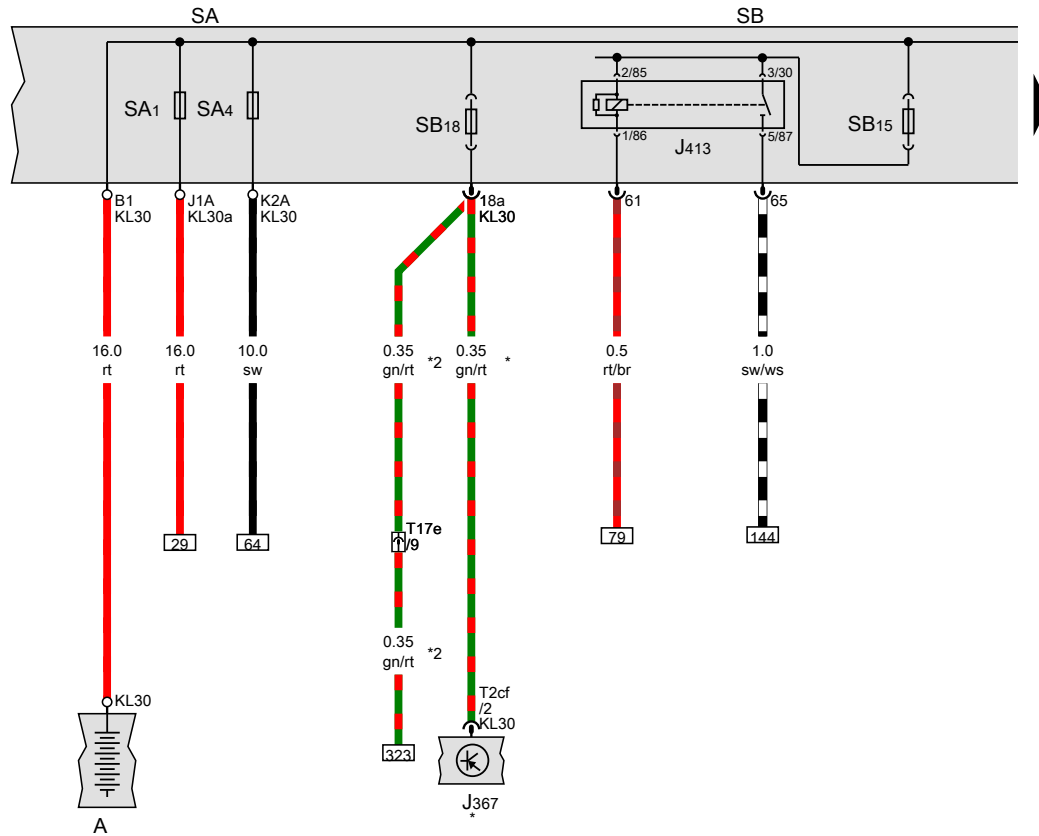 SA
SB
2/85
3/30
SA1
SA4
SB18
SB15
1/86
5/87
J413
B1
KL30
J1A
KL30a
K2A
KL30
18a
KL30
61
65
16.0
rt
16.0
rt
10.0
sw
0.35
gn/rt
*2
0.35
gn/rt
*
0.5
rt/br
1.0
sw/ws
T17e
/9
29
64
79
144
0.35
gn/rt
*2
KL30
T2cf
/2
KL30
323
J367
*
A